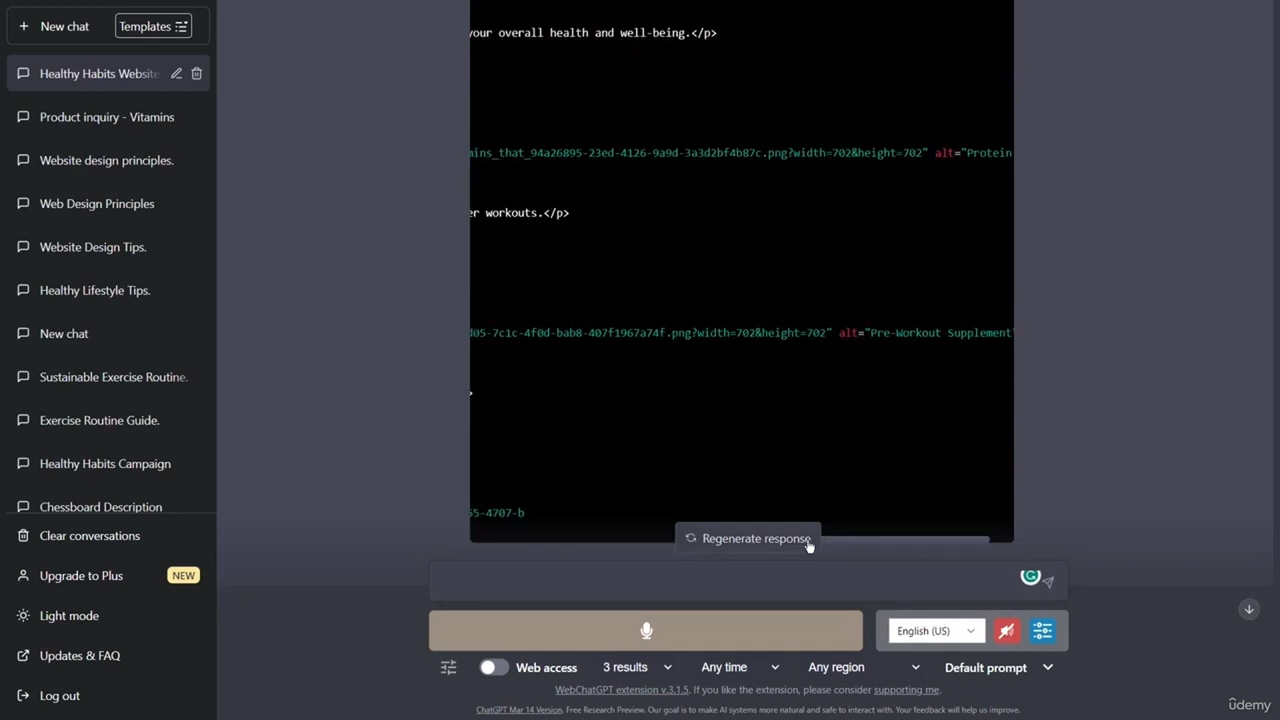 New chat
Templates
Healthy Habits Website
Product inquiry - Vitamins
Website design principles.
Web Design Principles
Website Design Tips.
Healthy Lifestyle Tips.
New chat
Sustainable Exercise Routine.
Exercise Routine Guide.
Healthy Habits Campaign
Chessboard Description
Clear conversations
Upgrade to Plus NEW
Light mode
Updates & FAQ
Log out
your overall health and well-being.</p>
mins_that_94a26895-23ed-4126-9a9d-3a3d2bf4b87c.png?width=702&height=702" alt="Protein
er workouts.</p>
d05-7c1c-4f0d-bab8-407f1967a74f.png?width=702&height=702" alt="Pre-Workout Supplement"
>
55-4707-b
Regenerate response
English (US)
Web access 3 results Any time Any region Default prompt
WebChatGPT extension v.3.1.5. If you like the extension, please consider supporting me.
ChatGPT Mar 14 Version. Free Research Preview. Our goal is to make AI systems more natural and safe to interact with. Your feedback will help us improve.
ûdemy